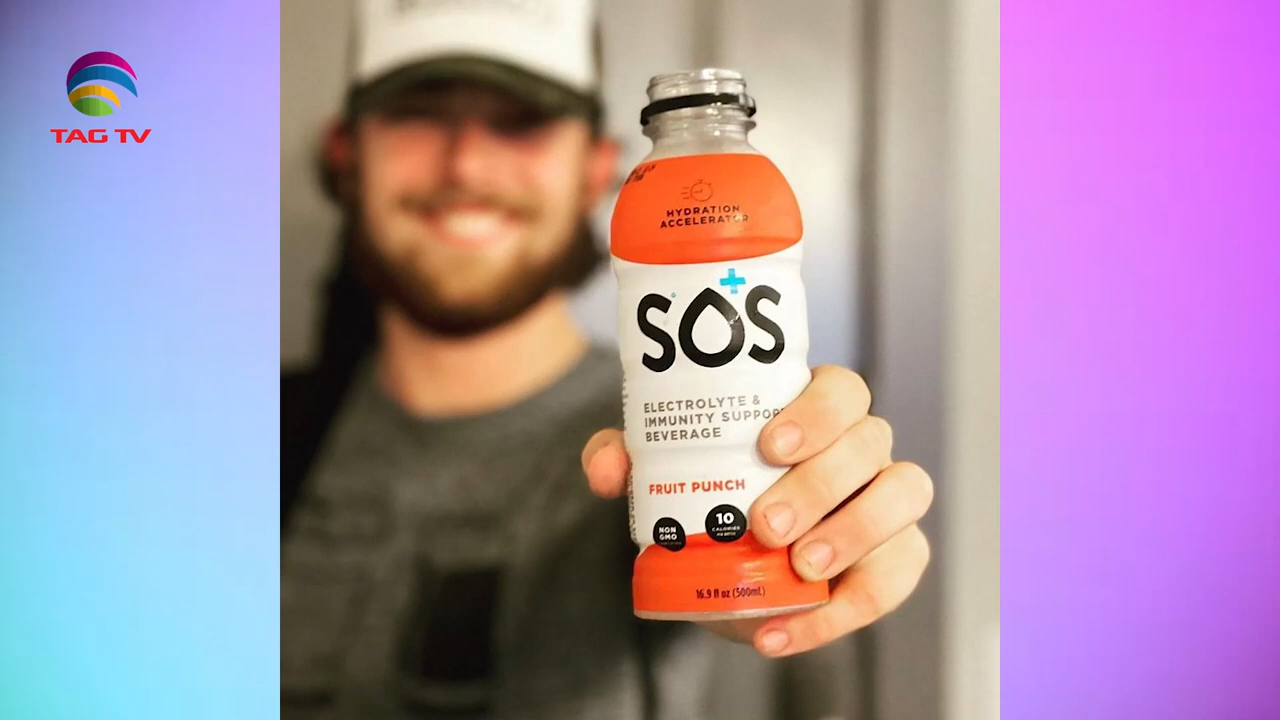 TAG TV
HYDRATION
ACCELERATOR
SOS
ELECTROLYTE &
IMMUNITY SUPPORT
BEVERAGE
FRUIT PUNCH
NON
GMO
10
CALORIES
16.9 fl oz (500mL)